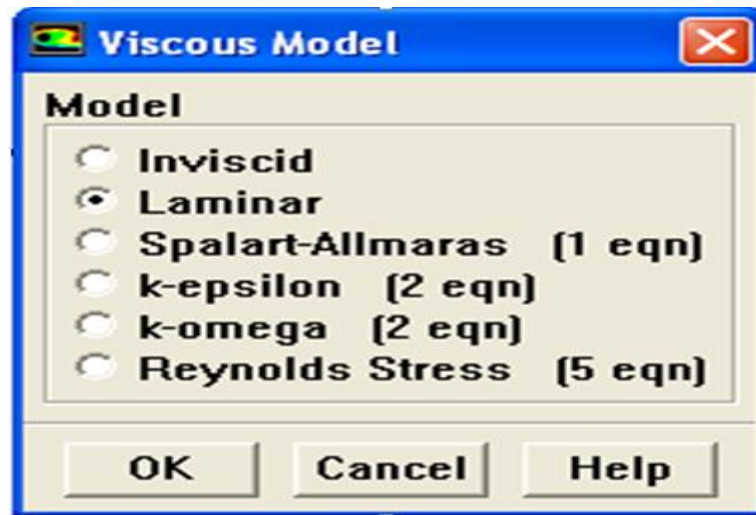 Viscous Model
Model
Inviscid
Laminar
Spalart-Allmaras (1 eqn)
k-epsilon (2 eqn)
k-omega (2 eqn)
Reynolds Stress (5 eqn)
OK Cancel Help